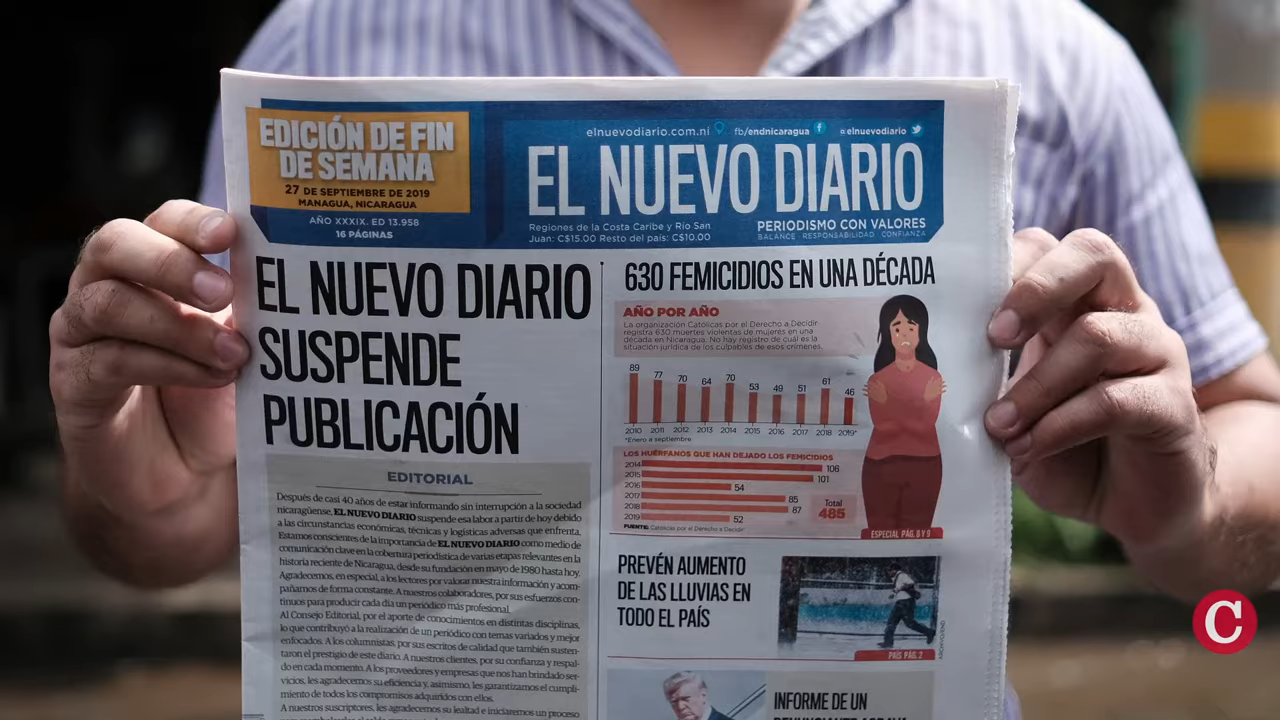 EDICIÓN DE FIN
DE SEMANA
27 DE SEPTIEMBRE DE 2019
MANAGUA, NICARAGUA
AÑO XXXIX. ED 13.958
16 PÁGINAS
elnuevodiario.com.ni fb/endnicaragua f @elnuevodiario
EL NUEVO DIARIO
Regiones de la Costa Caribe y Río San
Juan: C$15.00 Resto del país: C$10.00
PERIODISMO CON VALORES
BALANCE · RESPONSABILIDAD · CONFIANZA
EL NUEVO DIARIO
SUSPENDE
PUBLICACIÓN
EDITORIAL
Después de casi 40 años de estar informando sin interrupción a la sociedad
nicaragüense, EL NUEVO DIARIO suspende esa labor a partir de hoy debido
a las circunstancias económicas, técnicas y logísticas adversas que enfrenta.
Estamos conscientes de la importancia de EL NUEVO DIARIO como medio de
comunicación clave en la cobertura periodística de varias etapas relevantes en la
historia reciente de Nicaragua, desde su fundación en mayo de 1980 hasta hoy.
Agradecemos, en especial, a los lectores por valorar nuestra información y acom-
pañarnos de forma constante. A nuestros colaboradores, por sus esfuerzos con-
tinuos para producir cada día un periódico más profesional.
Al Consejo Editorial, por el aporte de conocimientos en distintas disciplinas,
lo que contribuyó a la realización de un periódico con temas variados y mejor
enfocados. A los columnistas, por sus escritos de calidad que también susten-
taron el prestigio de este diario. A nuestros clientes, por su confianza y respal-
do en cada momento. A los proveedores y empresas que nos han brindado ser-
vicios, les agradecemos su eficiencia y, asimismo, les garantizamos el cumpli-
miento de todos los compromisos adquiridos con ellos.
A nuestros suscriptores, les agradecemos su lealtad e iniciaremos un proceso
630 FEMICIDIOS EN UNA DÉCADA
AÑO POR AÑO
La organización Católicas por el Derecho a Decidir
registra 630 muertes violentas de mujeres en una
década en Nicaragua. No hay registro de cuál es la
situación jurídica de los culpables de esos crímenes.
89 77 70 64 70 53 49 51 61 46
2010 2011 2012 2013 2014 2015 2016 2017 2018 2019*
*Enero a septiembre
LOS HUÉRFANOS QUE HAN DEJADO LOS FEMICIDIOS
2014 106
2015 101
2016 54
2017 85
2018 87
2019 52
Total
485
FUENTE: Católicas por el Derecho a Decidir
ESPECIAL PÁG. 8 Y 9
PREVÉN AUMENTO
DE LAS LLUVIAS EN
TODO EL PAÍS
PAÍS PÁG. 2
INFORME DE UN
C